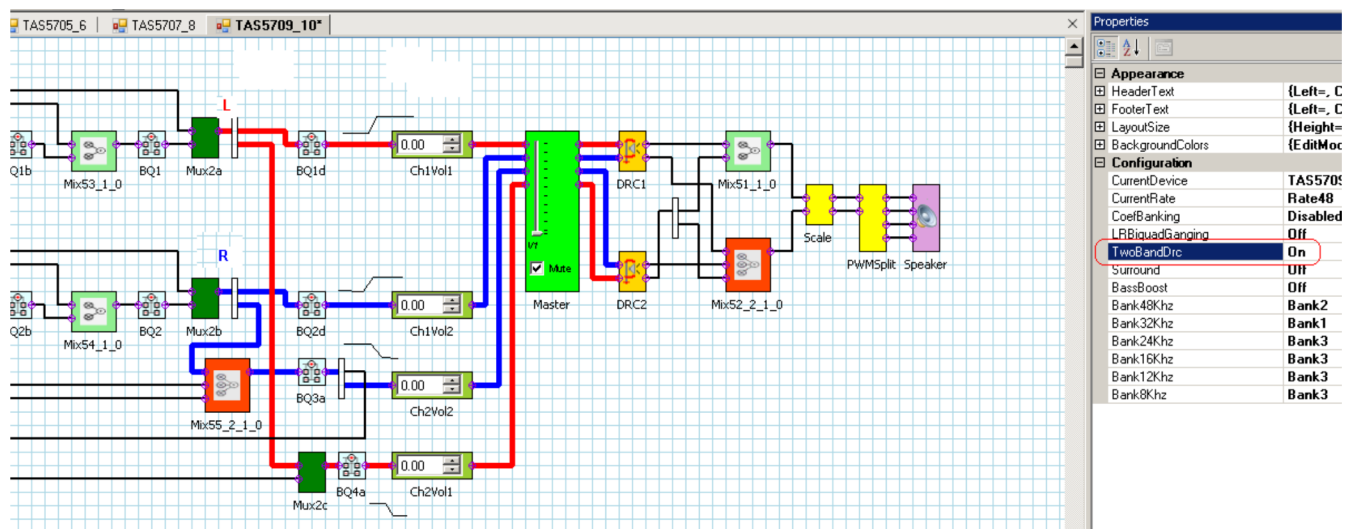 TAS5705_6 TAS5707_8 TAS5709_10*
L
0.00
Q1b Mix53_1_0 BQ1 Mux2a BQ1d Ch1Vol1 DRC1 Mix51_1_0
R
V1
Mute
Scale PWMSplit Speaker
0.00
Q2b Mix54_1_0 BQ2 Mux2b BQ2d Ch1Vol2 Master DRC2 Mix52_2_1_0
0.00
Mix55_2_1_0 BQ3a Ch2Vol2
0.00
Mux2c BQ4a Ch2Vol1
Properties
Appearance
HeaderText {Left=, C
FooterText {Left=, C
LayoutSize {Height=
BackgroundColors {EditMod
Configuration
CurrentDevice TAS5709
CurrentRate Rate48
CoefBanking Disabled
LRBiquadGanging Off
TwoBandDrc On
Surround Off
BassBoost Off
Bank48Khz Bank2
Bank32Khz Bank1
Bank24Khz Bank3
Bank16Khz Bank3
Bank12Khz Bank3
Bank8Khz Bank3